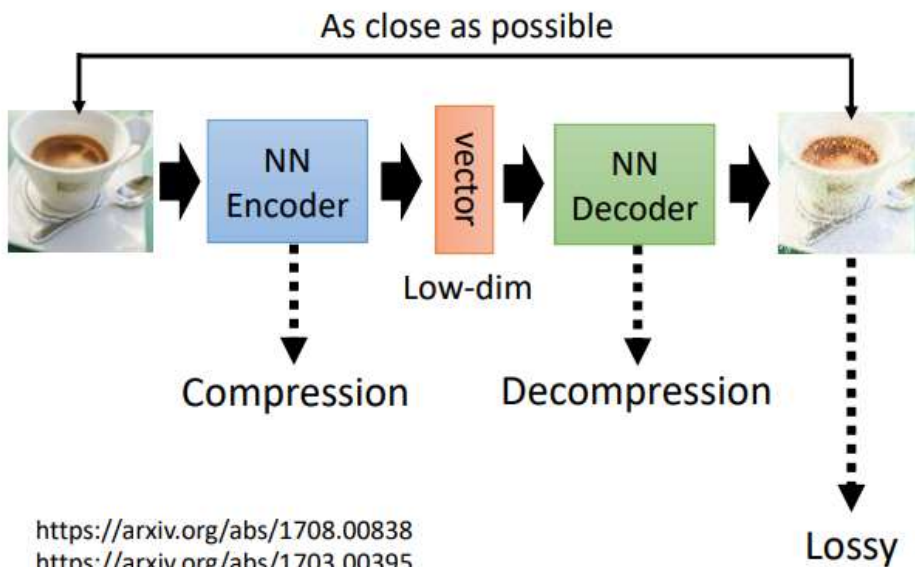 As close as possible
NN
Encoder
vector
NN
Decoder
Low-dim
Compression
Decompression
https://arxiv.org/abs/1708.00838
https://arxiv.org/abs/1703.00395
Lossy